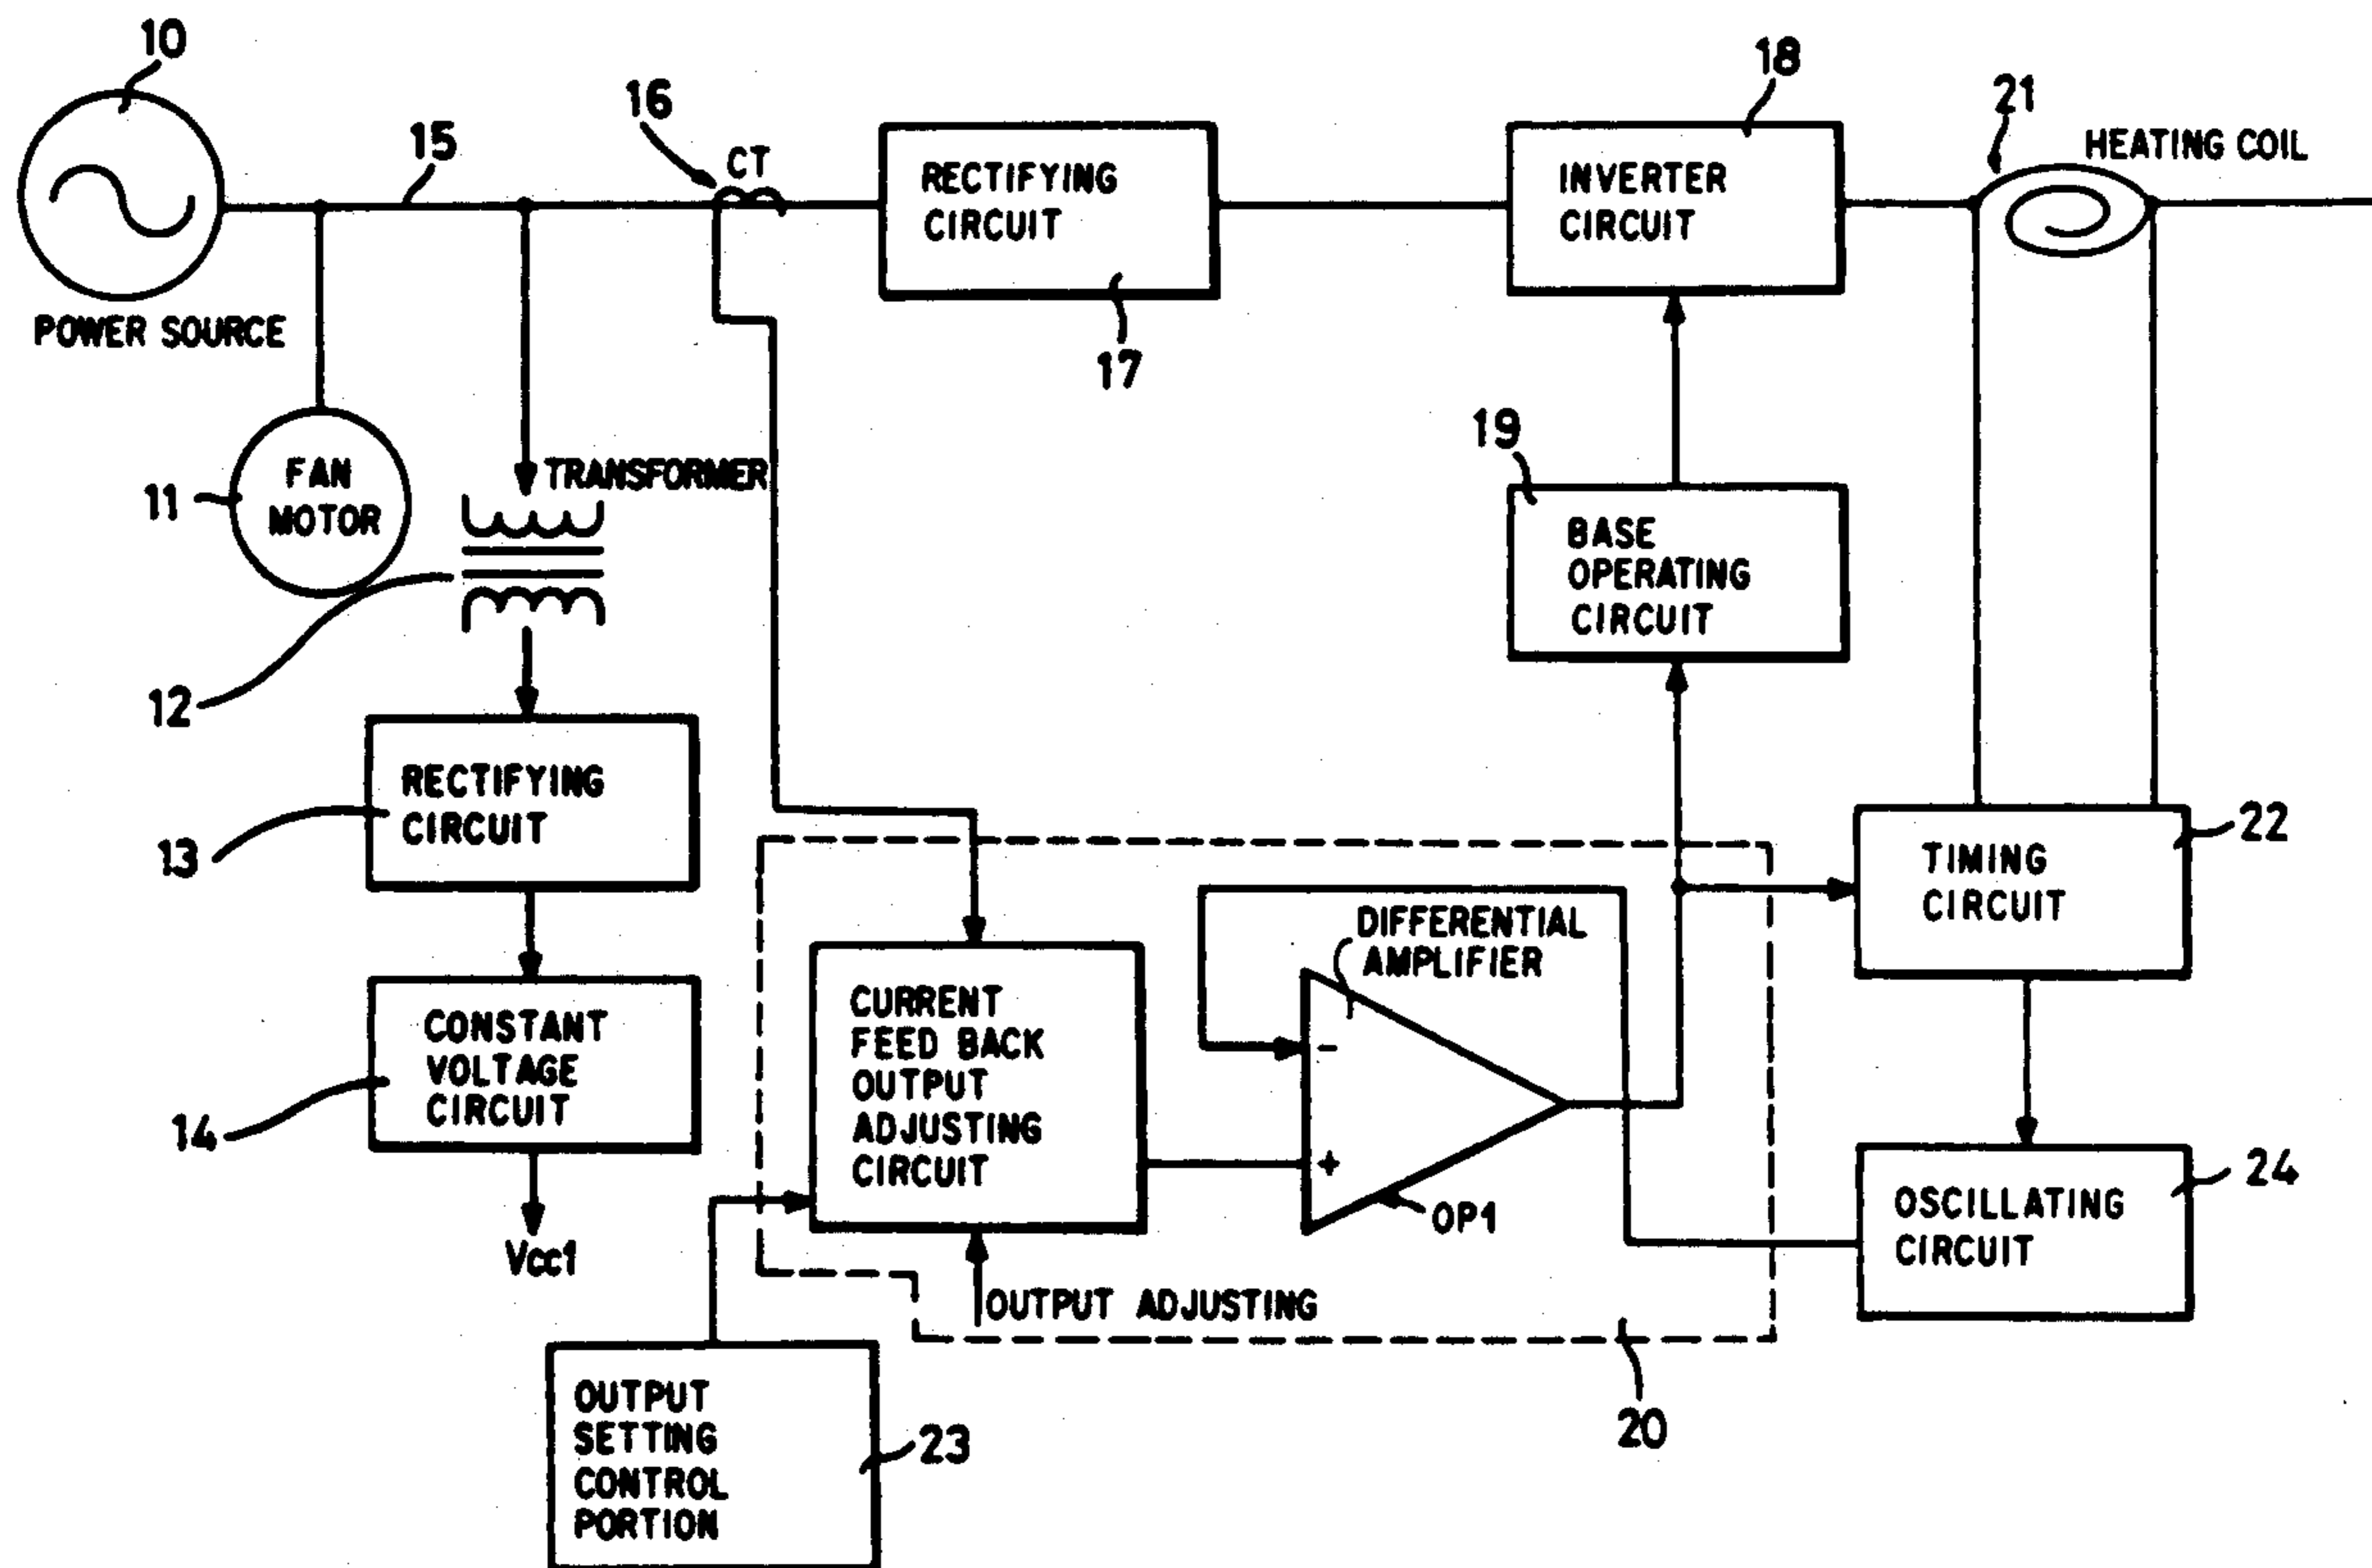 10
POWER SOURCE
15
16
CT
RECTIFYING
CIRCUIT
17
18
INVERTER
CIRCUIT
21
HEATING COIL
11
FAN
MOTOR
TRANSFORMER
12
19
BASE
OPERATING
CIRCUIT
13
RECTIFYING
CIRCUIT
22
TIMING
CIRCUIT
14
CONSTANT
VOLTAGE
CIRCUIT
Vcc1
CURRENT
FEED BACK
OUTPUT
ADJUSTING
CIRCUIT
DIFFERENTIAL
AMPLIFIER
-
+
OP1
24
OSCILLATING
CIRCUIT
OUTPUT ADJUSTING
20
OUTPUT
SETTING
CONTROL
PORTION
23